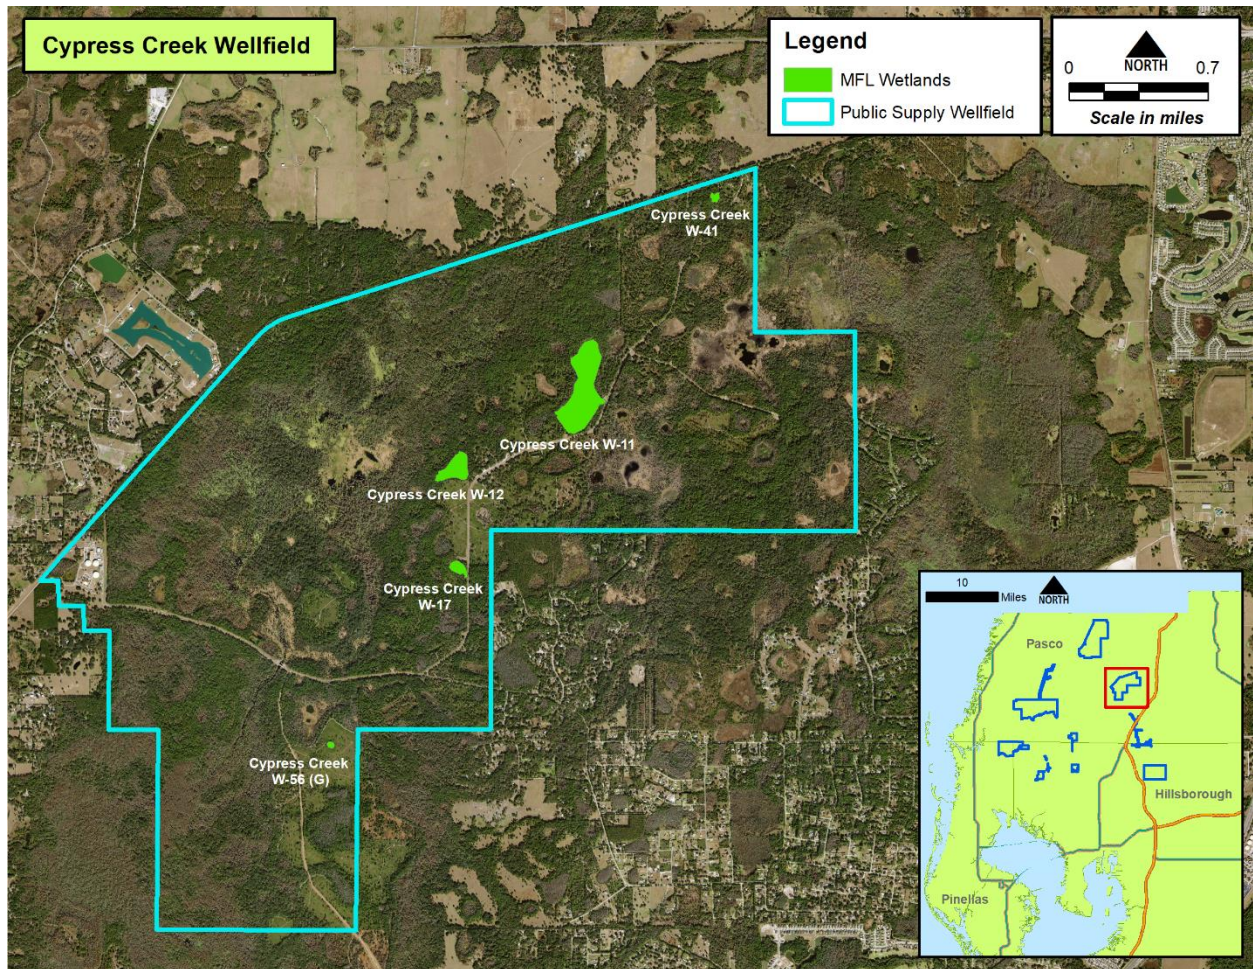 Cypress Creek Wellfield
Legend
MFL Wetlands
Public Supply Wellfield
NORTH
0 0.7
Scale in miles
Cypress Creek
W-41
Cypress Creek W-11
Cypress Creek W-12
Cypress Creek
W-17
Cypress Creek
W-56 (G)
10
Miles
NORTH
Pasco
Hillsborough
Pinellas